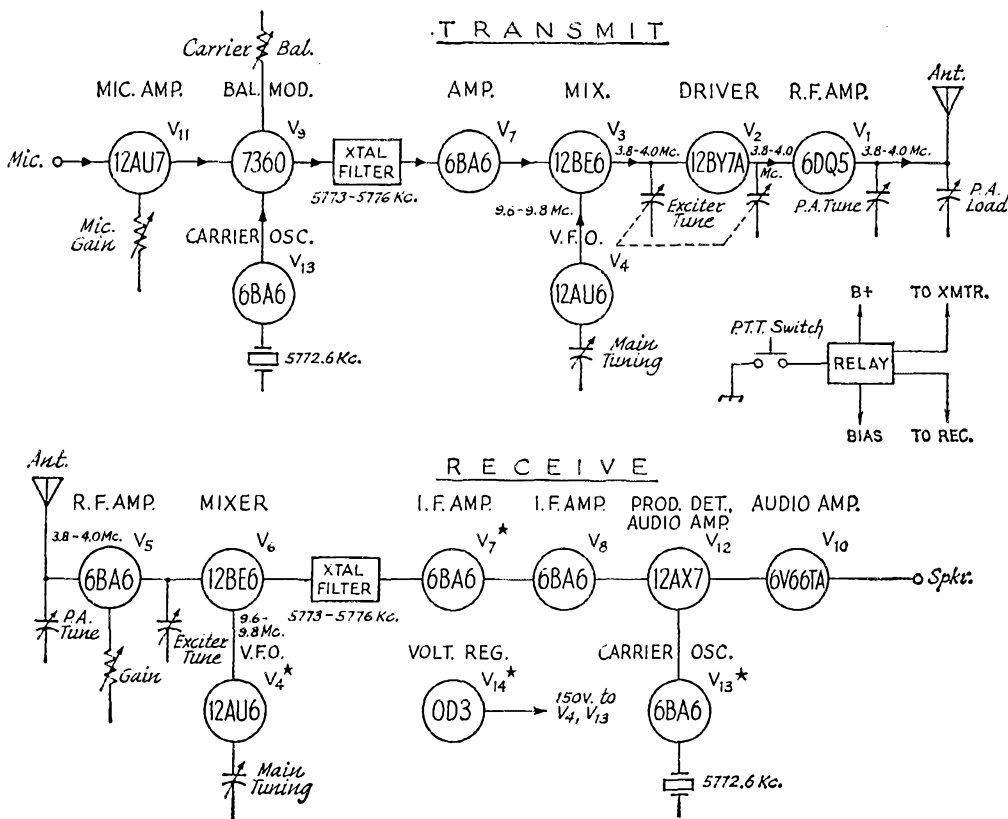 TRANSMIT
Carrier Bal.
MIC. AMP.
BAL. MOD.
AMP.
MIX.
DRIVER
R.F. AMP.
Ant.
V11
V9
V7
V3
V2
V1
Mic.
12AU7
7360
XTAL FILTER
6BA6
12BE6
3.8-4.0 Mc.
12BY7A
3.8-4.0 Mc.
6DQ5
3.8-4.0 Mc.
5773-5776 Kc.
Mic. Gain
9.6-9.8 Mc.
Exciter Tune
P.A. Tune
P.A. Load
CARRIER OSC.
V.F.O.
V13
V4
6BA6
12AU6
5772.6 Kc.
Main Tuning
B+
TO XMTR.
P.T.T. Switch
RELAY
BIAS
TO REC.
RECEIVE
Ant.
R.F. AMP.
MIXER
I.F. AMP.
I.F. AMP.
PROD. DET., AUDIO AMP.
AUDIO AMP.
3.8-4.0 Mc.
V5
V6
V7★
V8
V12
V10
6BA6
12BE6
XTAL FILTER
6BA6
6BA6
12AX7
6V66TA
Spkr.
5773-5776 Kc.
P.A. Tune
Exciter Tune
9.6-9.8 Mc.
Gain
V.F.O.
VOLT. REG.
CARRIER OSC.
V4★
V14★
V13★
12AU6
OD3
150v. to V4, V13
6BA6
Main Tuning
5772.6 Kc.